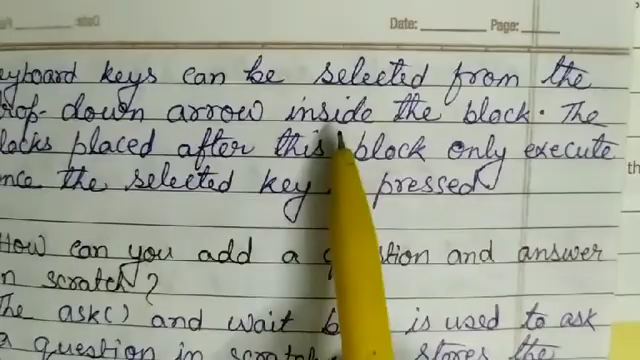 Date: Page:
eyboard keys can be selected from the
rop-down arrow inside the block. The
locks placed after this block only execute
nce the selected key pressed
How can you add a tion and answer
n scratch?
The ask() and wait b is used to ask
a question in scratch stores the